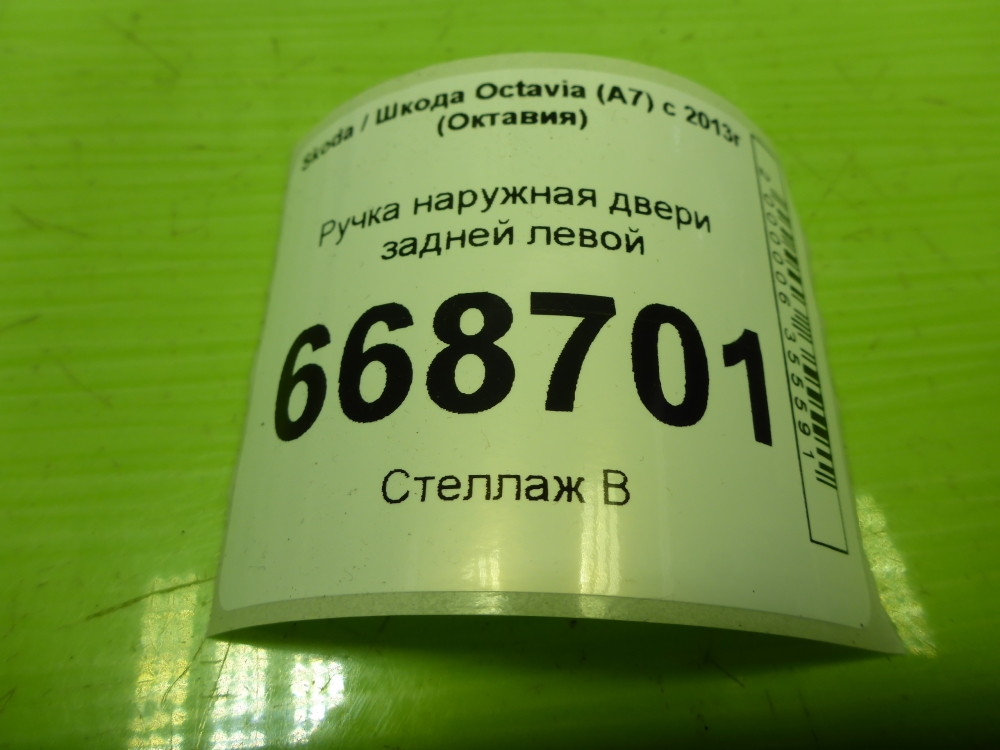 Skoda / Шкода Octavia (A7) с 2013г
(Октавия)
Ручка наружная двери
задней левой
668701
Стеллаж В
2000006355591